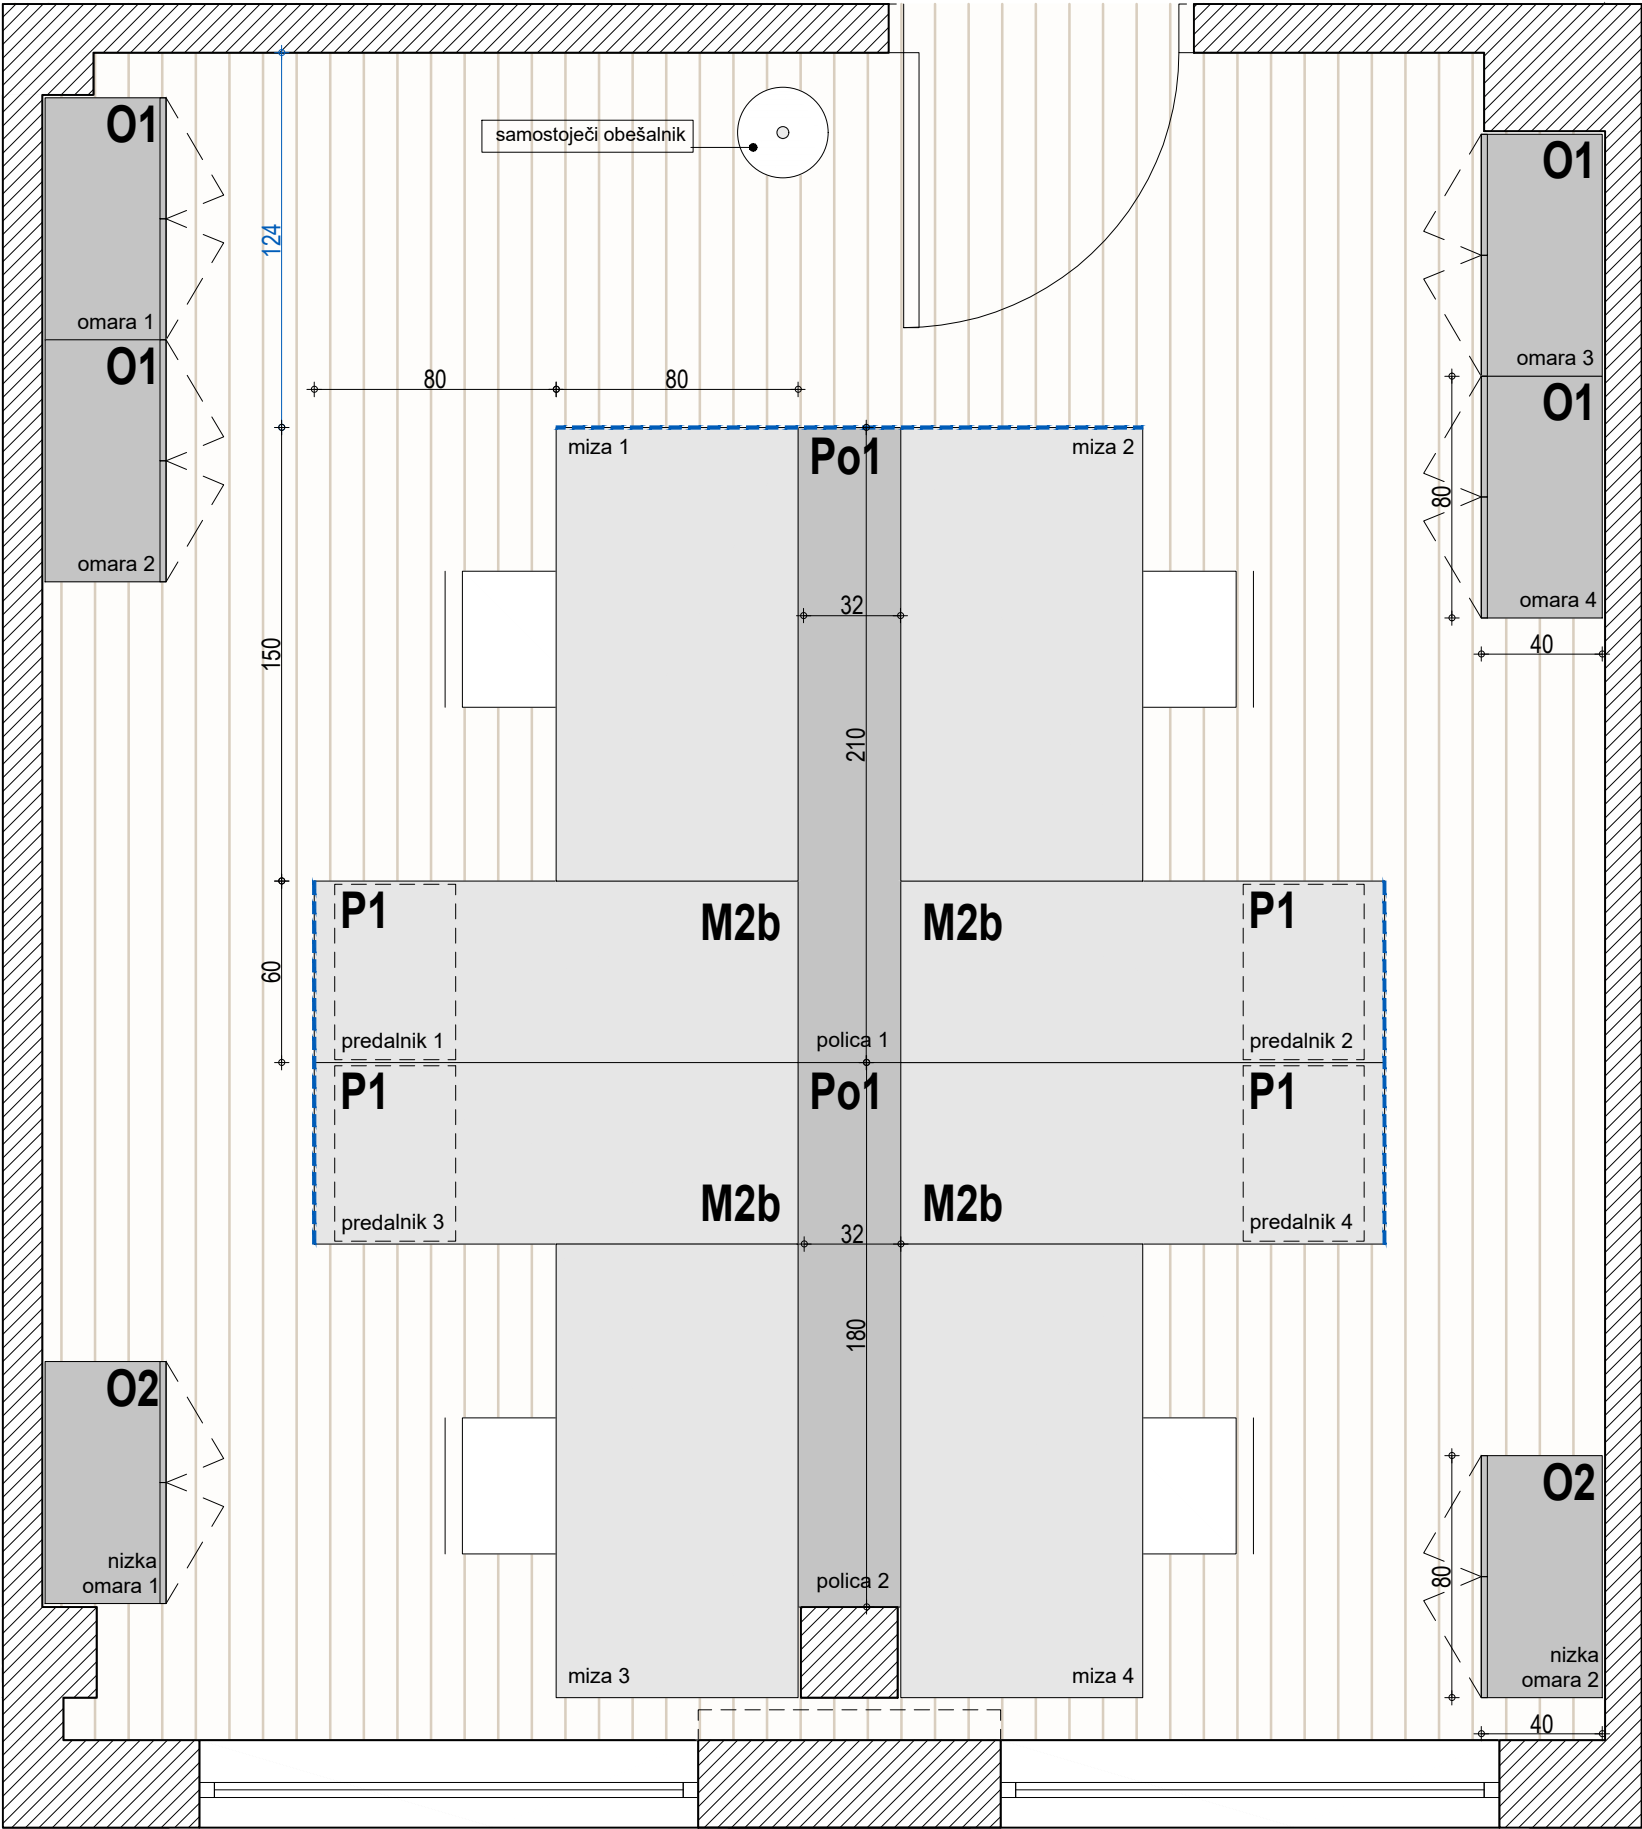 O1
samostoječi obešalnik
O1
124
omara 1
O1
omara 3
O1
80
80
miza 1
Po1
miza 2
80
omara 2
32
omara 4
150
40
210
P1
M2b
M2b
P1
60
predalnik 1
polica 1
predalnik 2
P1
Po1
P1
M2b
M2b
predalnik 3
32
predalnik 4
180
O2
O2
nizka
omara 1
polica 2
80
miza 3
miza 4
nizka
omara 2
40